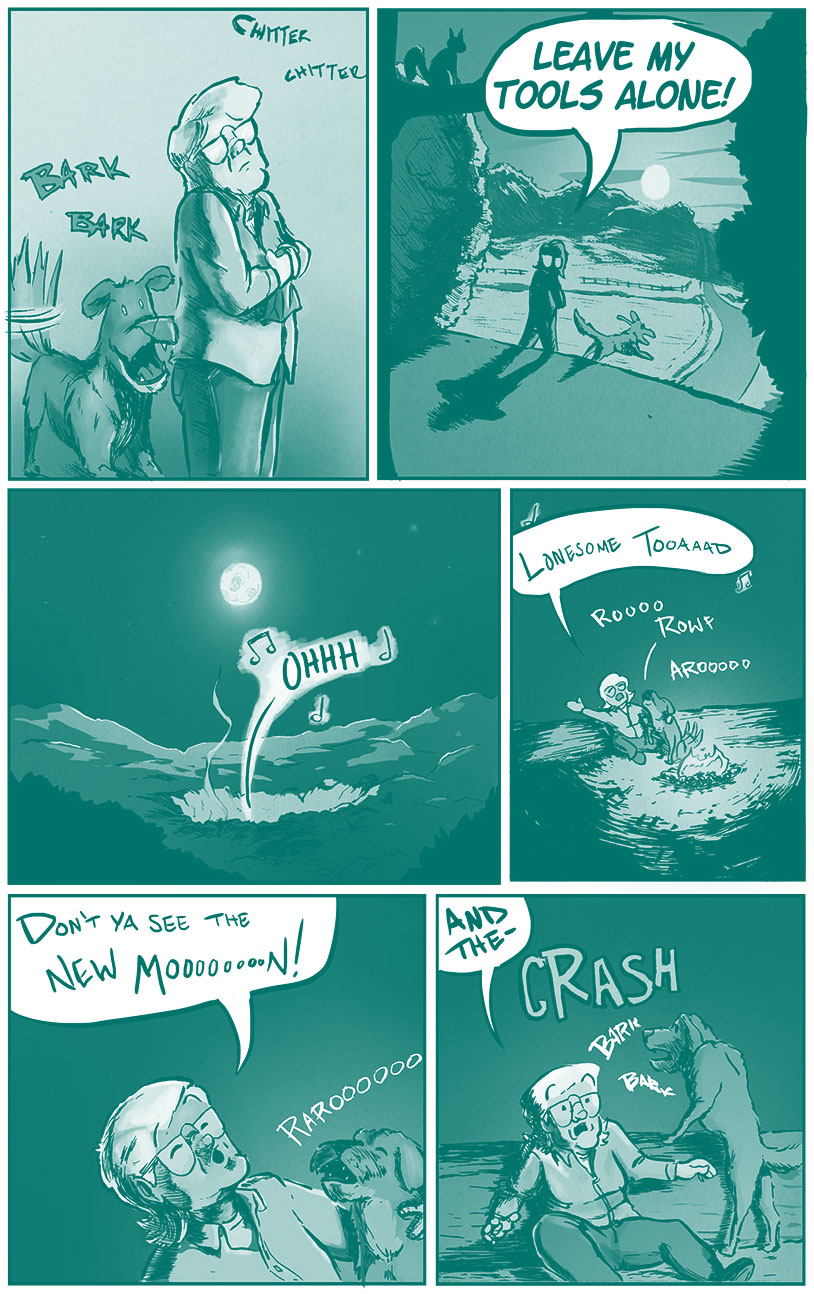 CHITTER
CHITTER
BARK
BARK
LEAVE MY
TOOLS ALONE!
OHHH
LONESOME TOOAAAD
ROOOO
ROWF
AROOOOO
DON'T YA SEE THE
NEW MOOOOOOOON!
RAROOOOOO
AND
THE-
CRASH
BARK
BARK